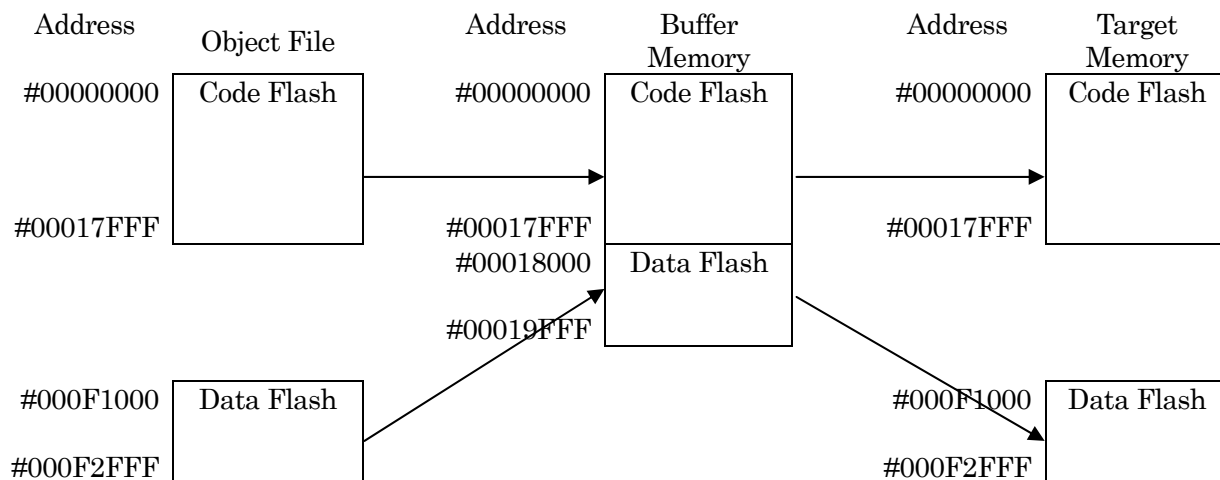 Address Object File Address Buffer Memory Address Target Memory
#00000000 Code Flash #00000000 Code Flash #00000000 Code Flash
#00017FFF #00017FFF #00017FFF
#00018000 Data Flash
#00019FFF
#000F1000 Data Flash #000F1000 Data Flash
#000F2FFF #000F2FFF